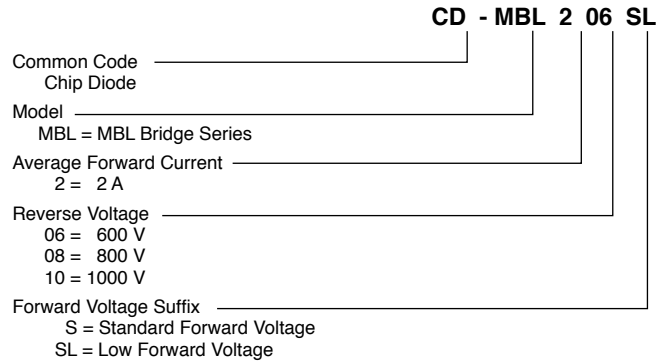 CD - MBL 2 06 SL
Common Code
Chip Diode
Model
MBL = MBL Bridge Series
Average Forward Current
2 = 2 A
Reverse Voltage
06 = 600 V
08 = 800 V
10 = 1000 V
Forward Voltage Suffix
S = Standard Forward Voltage
SL = Low Forward Voltage